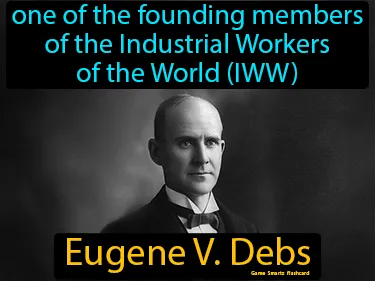 one of the founding members
of the Industrial Workers
of the World (IWW)
Eugene V. Debs
Game Smartz Flashcard